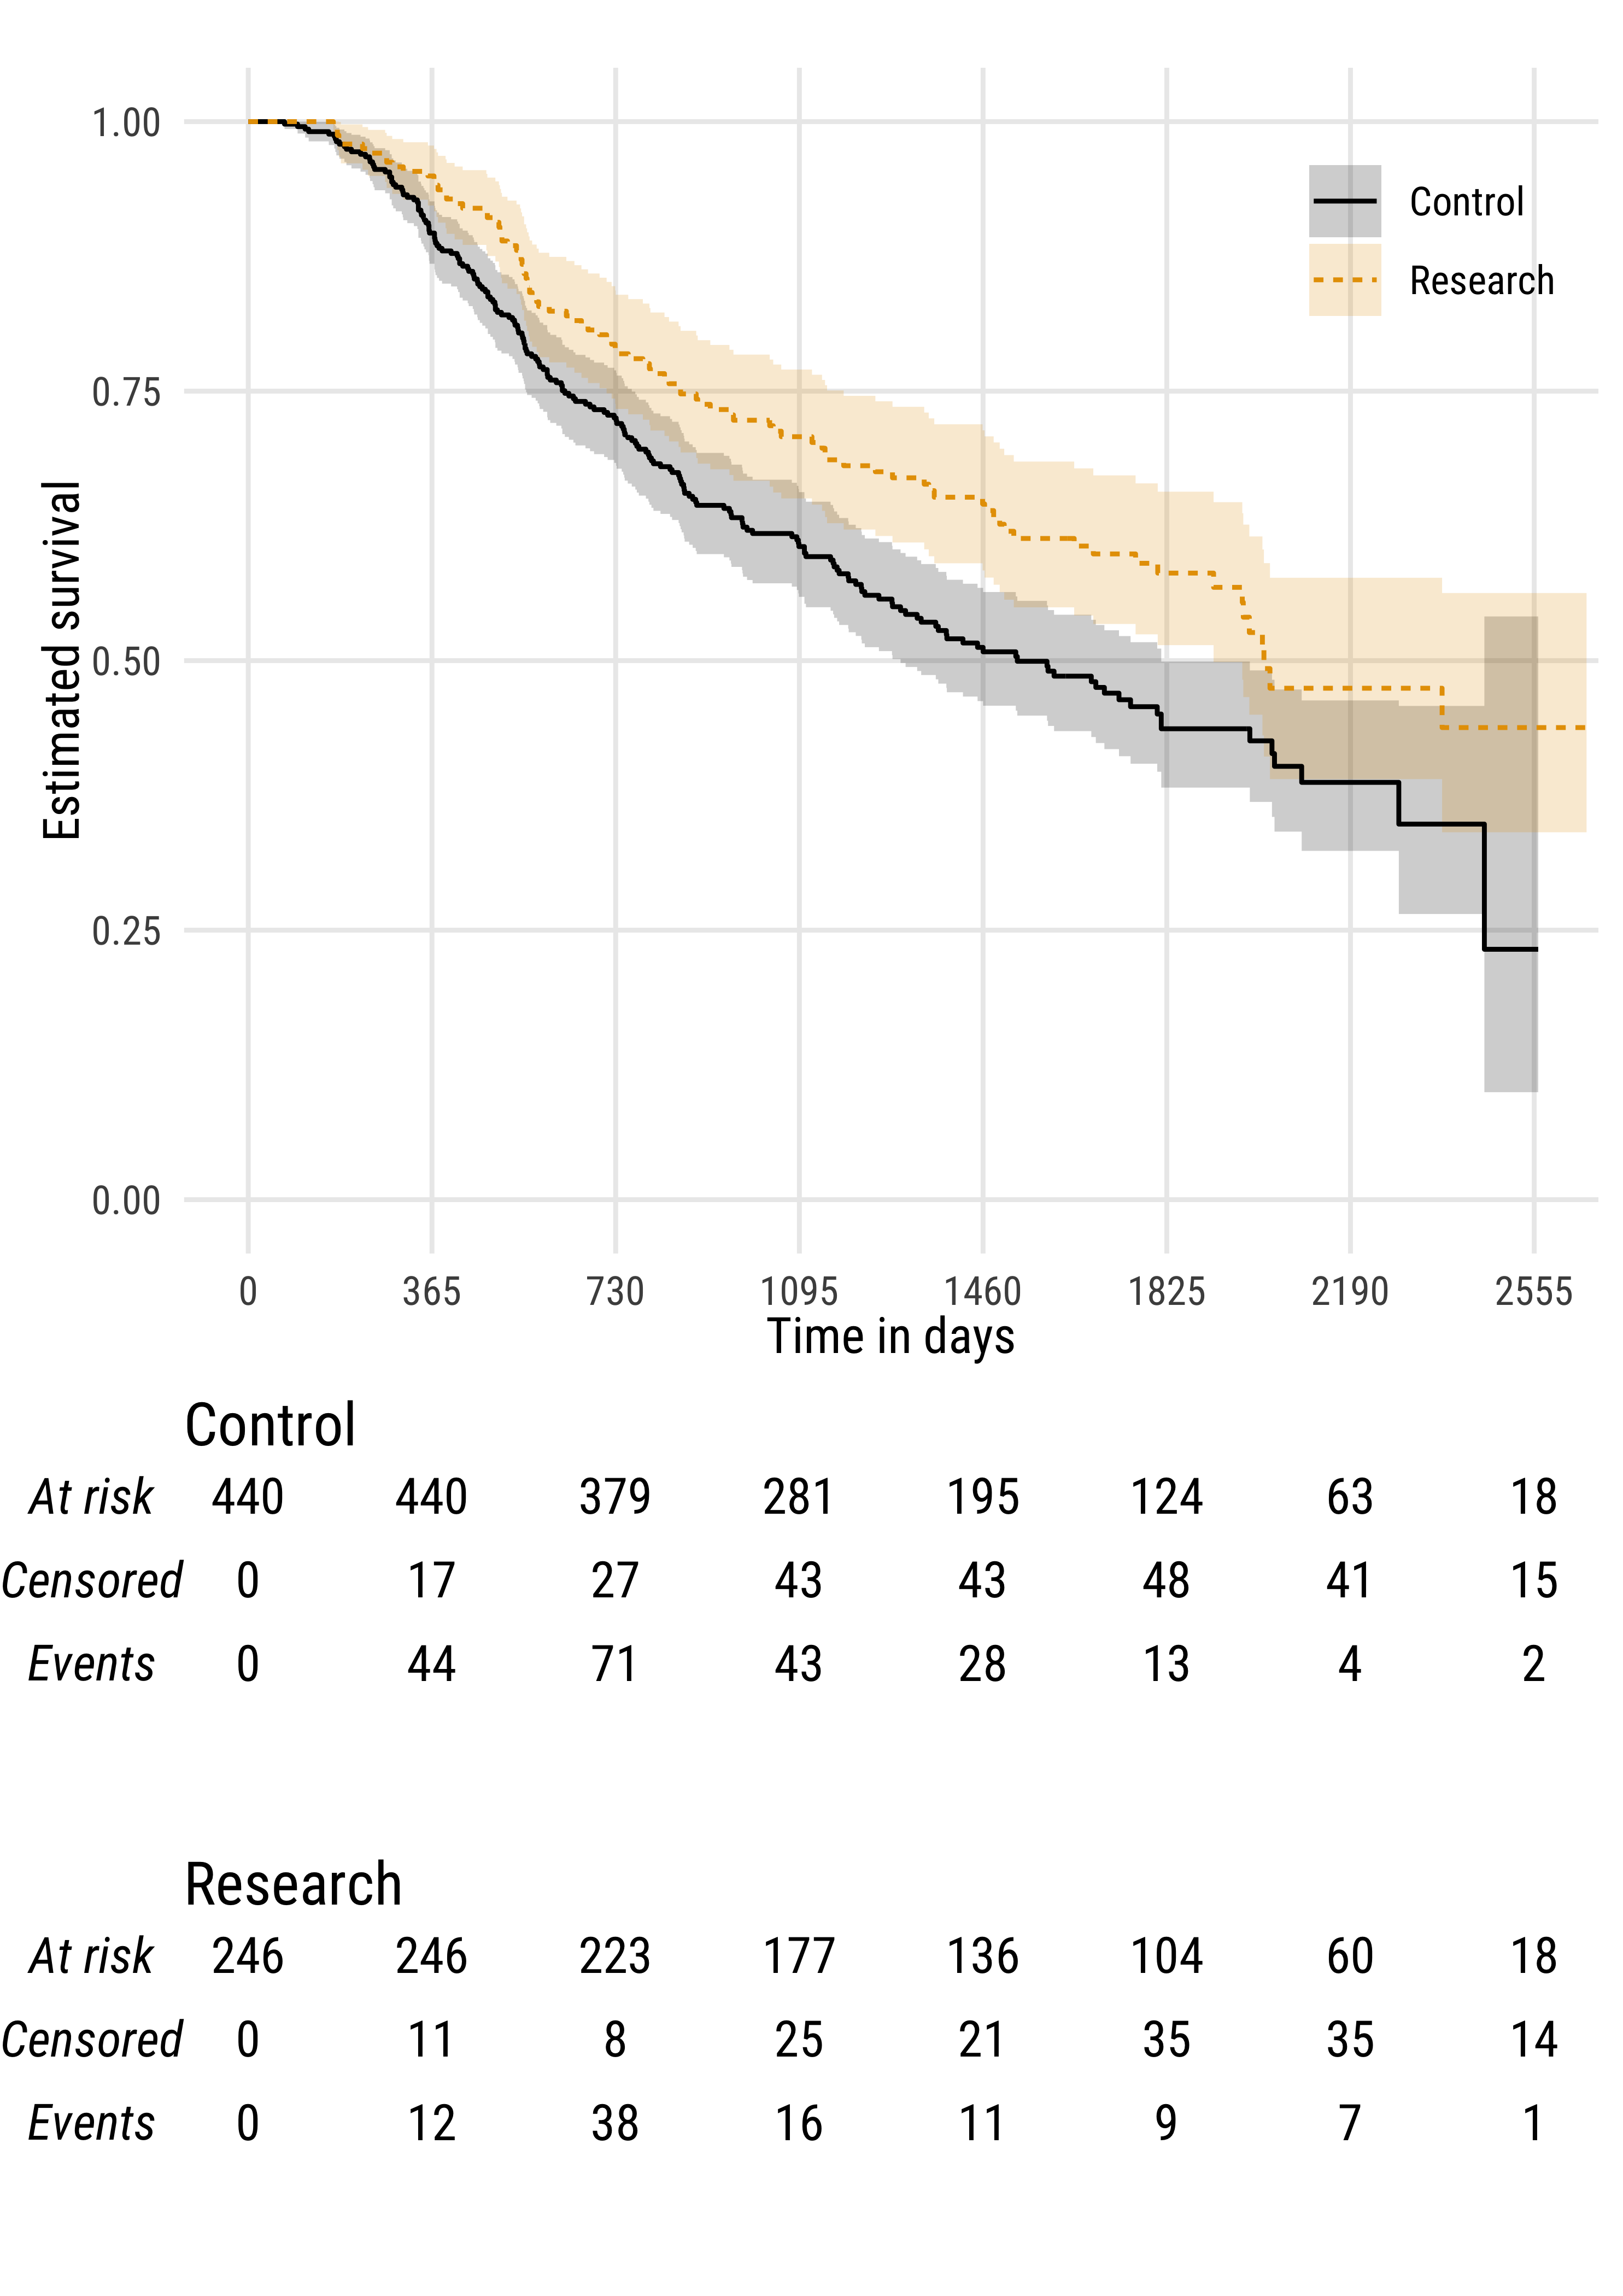 1.00
0.75
0.50
0.25
0.00
Estimated survival
Control
Research
0 365 730 1095 1460 1825 2190 2555
Time in days
Control
At risk 440 440 379 281 195 124 63 18
Censored 0 17 27 43 43 48 41 15
Events 0 44 71 43 28 13 4 2
Research
At risk 246 246 223 177 136 104 60 18
Censored 0 11 8 25 21 35 35 14
Events 0 12 38 16 11 9 7 1